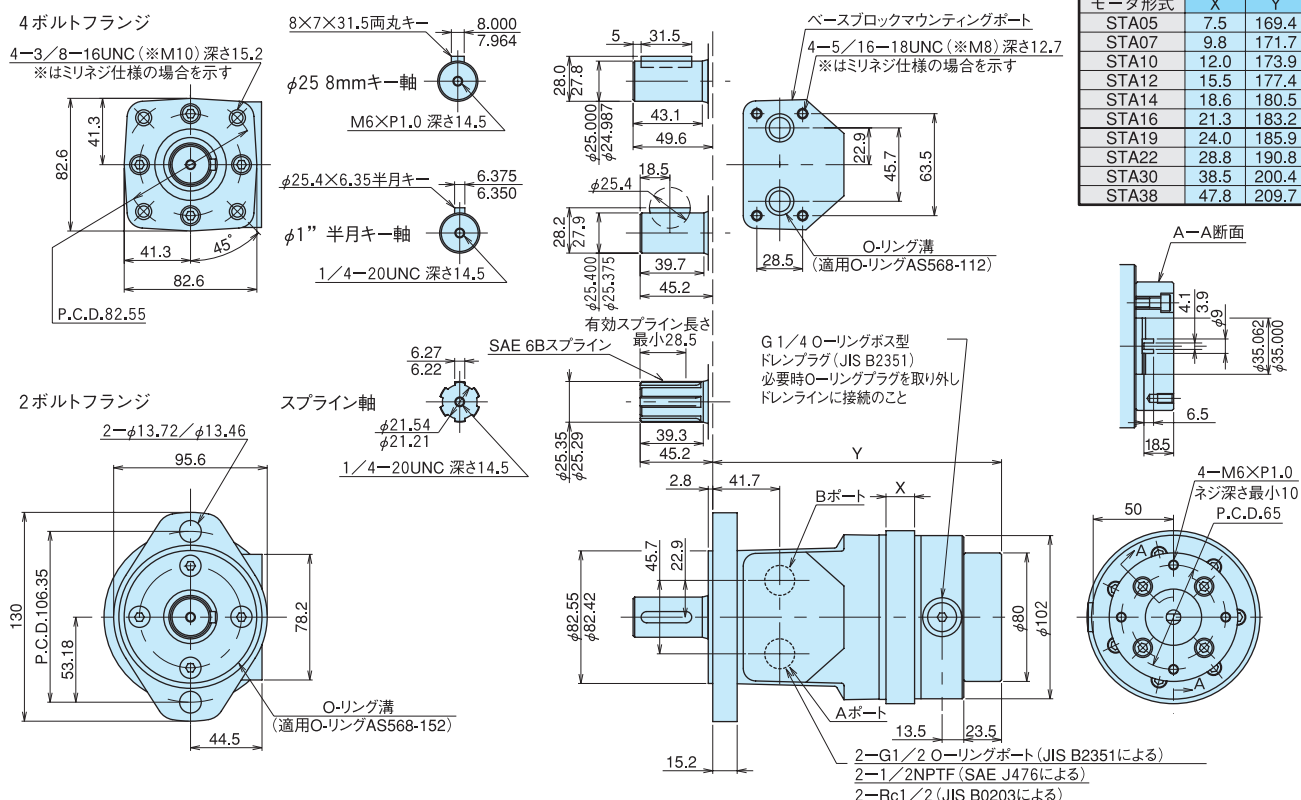 4ボルトフランジ
4−3/8−16UNC(※M10)深さ15.2
※はミリネジ仕様の場合を示す
82.6
41.3
41.3
45°
82.6
P.C.D.82.55
8×7×31.5両丸キー
8.000
7.964
φ25 8mmキー軸
M6×P1.0 深さ14.5
φ25.4×6.35半月キー
6.375
6.350
φ1” 半月キー軸
1/4−20UNC 深さ14.5
5
31.5
28.0
27.8
φ25.000
φ24.987
43.1
49.6
18.5
φ25.4
28.2
27.9
φ25.400
φ25.375
39.7
45.2
ベースブロックマウンティングポート
4−5/16−18UNC(※M8)深さ12.7
※はミリネジ仕様の場合を示す
22.9
45.7
63.5
28.5
O-リング溝
(適用O-リングAS568-112)
モータ形式 X Y
STA05 7.5 169.4
STA07 9.8 171.7
STA10 12.0 173.9
STA12 15.5 177.4
STA14 18.6 180.5
STA16 21.3 183.2
STA19 24.0 185.9
STA22 28.8 190.8
STA30 38.5 200.4
STA38 47.8 209.7
A−A断面
4.1
3.9
φ9
φ35.062
φ35.000
6.5
18.5
有効スプライン長さ
最小28.5
SAE 6Bスプライン
6.27
6.22
スプライン軸
φ21.54
φ21.21
1/4−20UNC 深さ14.5
φ25.35
φ25.29
39.3
45.2
G 1/4 O−リングボス型
ドレンプラグ(JIS B2351)
必要時O−リングプラグを取り外し
ドレンラインに接続のこと
2ボルトフランジ
2−φ13.72/φ13.46
95.6
130
P.C.D.106.35
53.18
78.2
44.5
O-リング溝
(適用O-リングAS568-152)
Y
2.8
41.7
X
Bポート
45.7
22.9
φ82.55
φ82.42
φ80
φ102
Aポート
13.5
23.5
15.2
2−G1/2 O−リングポート(JIS B2351による)
2−1/2NPTF(SAE J476による)
2−Rc1/2(JIS B0203による)
4−M6×P1.0
ネジ深さ最小10
P.C.D.65
50
A
A